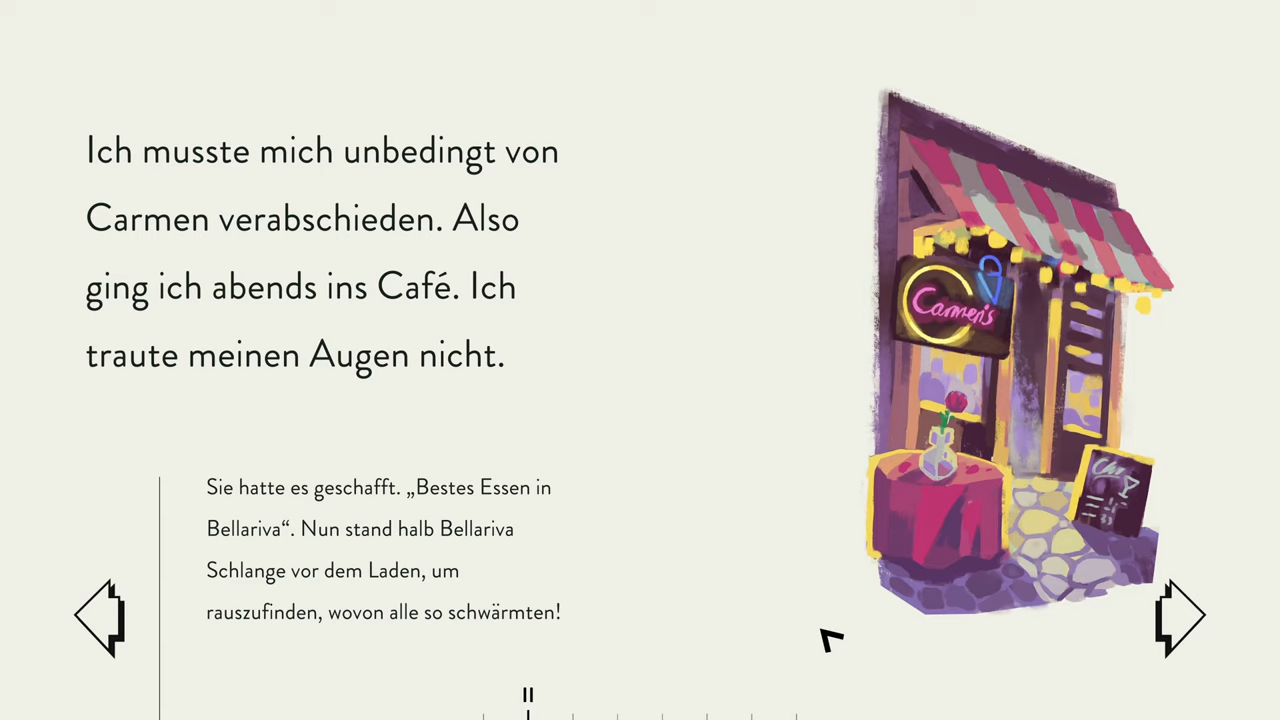 Ich musste mich unbedingt von
Carmen verabschieden. Also
ging ich abends ins Café. Ich
traute meinen Augen nicht.
Sie hatte es geschafft. „Bestes Essen in
Bellariva“. Nun stand halb Bellariva
Schlange vor dem Laden, um
rauszufinden, wovon alle so schwärmten!
Carmen's
II